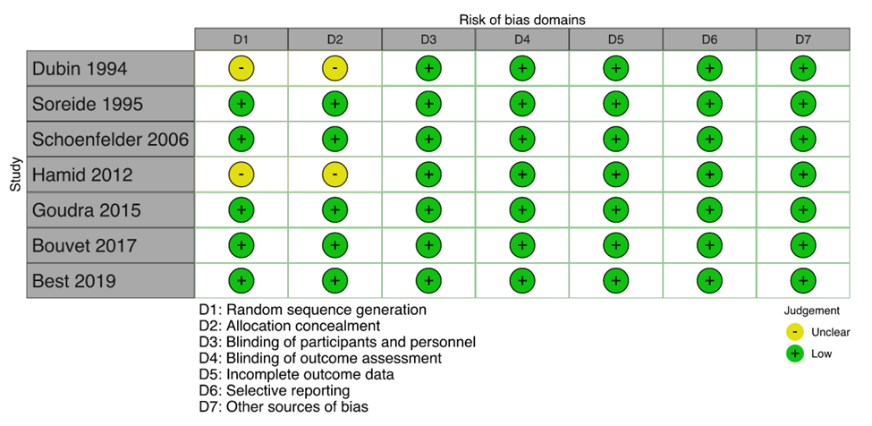 Risk of bias domains
D1 D2 D3 D4 D5 D6 D7
Study
Dubin 1994 - - + + + + +
Soreide 1995 + + + + + + +
Schoenfelder 2006 + + + + + + +
Hamid 2012 - - + + + + +
Goudra 2015 + + + + + + +
Bouvet 2017 + + + + + + +
Best 2019 + + + + + + +
D1: Random sequence generation
D2: Allocation concealment
D3: Blinding of participants and personnel
D4: Blinding of outcome assessment
D5: Incomplete outcome data
D6: Selective reporting
D7: Other sources of bias
Judgement
- Unclear
+ Low